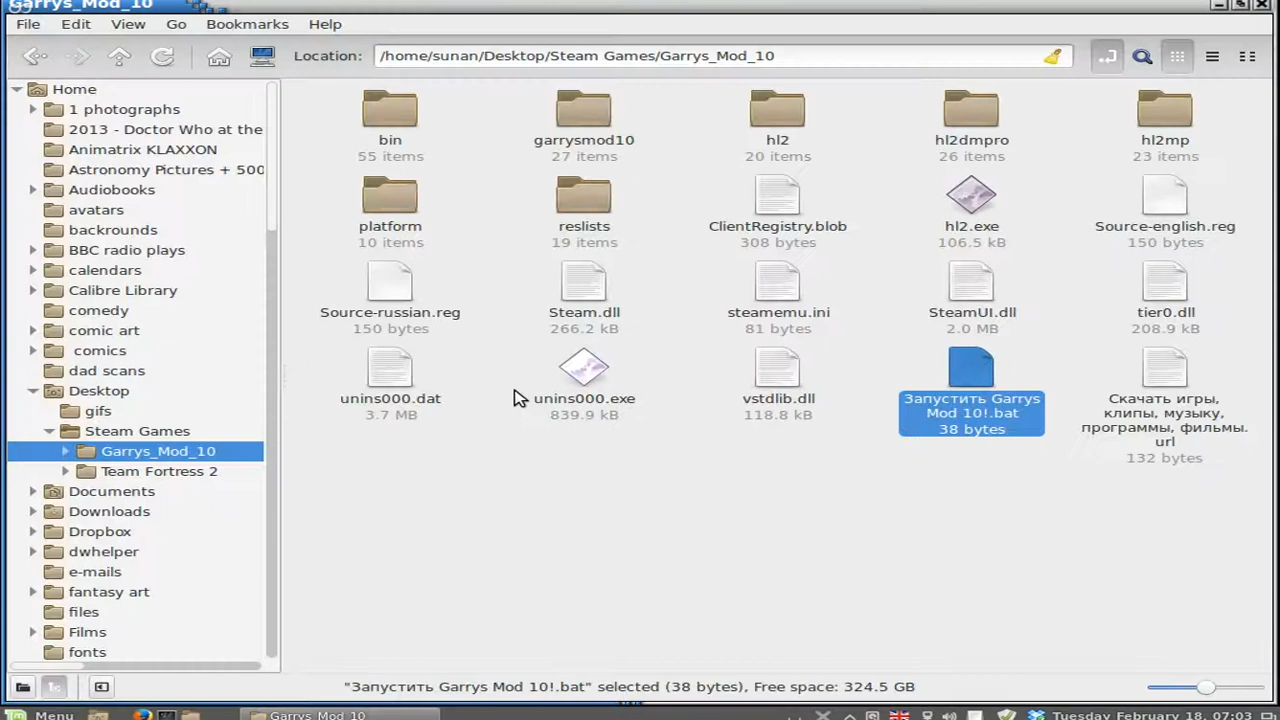 Garrys_Mod_10
File Edit View Go Bookmarks Help
Location: /home/sunan/Desktop/Steam Games/Garrys_Mod_10
Home
1 photographs
2013 - Doctor Who at the
Animatrix KLAXXON
Astronomy Pictures + 500
Audiobooks
avatars
backrounds
BBC radio plays
calendars
Calibre Library
comedy
comic art
comics
dad scans
Desktop
gifs
Steam Games
Garrys_Mod_10
Team Fortress 2
Documents
Downloads
Dropbox
dwhelper
e-mails
fantasy art
files
Films
fonts
bin
55 items
garrysmod10
27 items
hl2
20 items
hl2dmpro
26 items
hl2mp
23 items
platform
10 items
reslists
19 items
ClientRegistry.blob
308 bytes
hl2.exe
106.5 kB
Source-english.reg
150 bytes
Source-russian.reg
150 bytes
Steam.dll
266.2 kB
steamemu.ini
81 bytes
SteamUI.dll
2.0 MB
tier0.dll
208.9 kB
unins000.dat
3.7 MB
unins000.exe
839.9 kB
vstdlib.dll
118.8 kB
Запустить Garrys
Mod 10!.bat
38 bytes
Скачать игры,
клипы, музыку,
программы, фильмы.
url
132 bytes
"Запустить Garrys Mod 10!.bat" selected (38 bytes), Free space: 324.5 GB
Menu Garrys_Mod_10 Tuesday February 18, 07:03